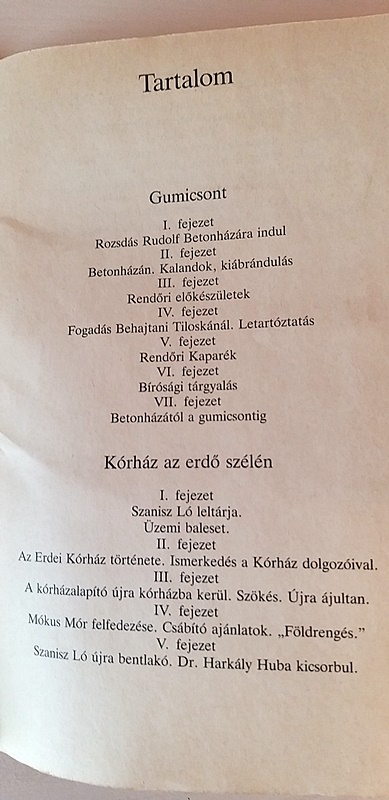 Tartalom
Gumicsont
I. fejezet
Rozsdás Rudolf Betonházára indul
II. fejezet
Betonházán. Kalandok, kiábrándulás
III. fejezet
Rendőri előkészületek
IV. fejezet
Fogadás Behajtani Tiloskánál. Letartóztatás
V. fejezet
Rendőri Kaparék
VI. fejezet
Bírósági tárgyalás
VII. fejezet
Betonházától a gumicsontig
Kórház az erdő szélén
I. fejezet
Szanisz Ló leltárja.
Üzemi baleset.
II. fejezet
Az Erdei Kórház története. Ismerkedés a Kórház dolgozóival.
III. fejezet
A kórházalapító újra kórházba kerül. Szökés. Újra ájultan.
IV. fejezet
Mókus Mór felfedezése. Csábító ajánlatok. „Földrengés.”
V. fejezet
Szanisz Ló újra bentlakó. Dr. Harkály Huba kicsorbul.